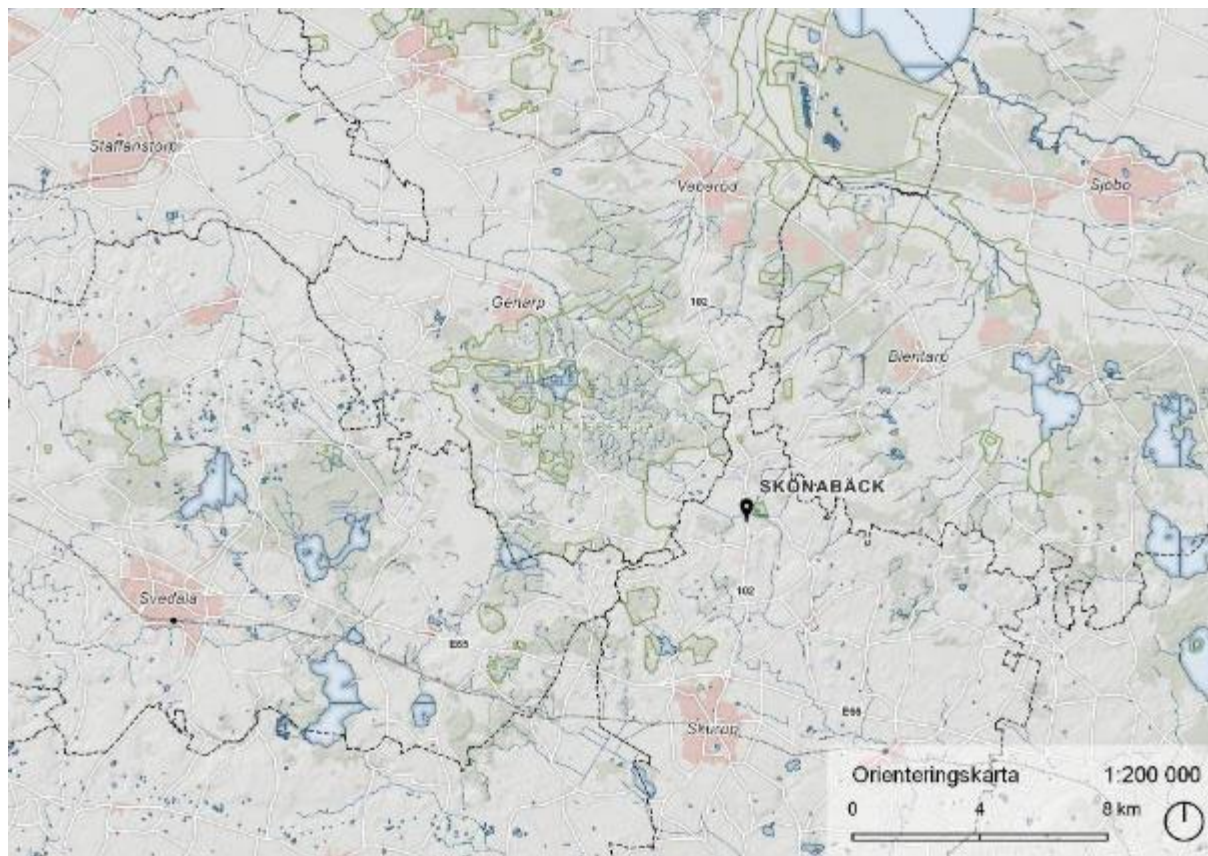 Staffanstorp
Veberöd
Sjöbo
Genarp
102
Blentarp
SKÖNABÄCK
Svedala
102
E65
Skurup
E65
Orienteringskarta 1:200 000
0 4 8 km